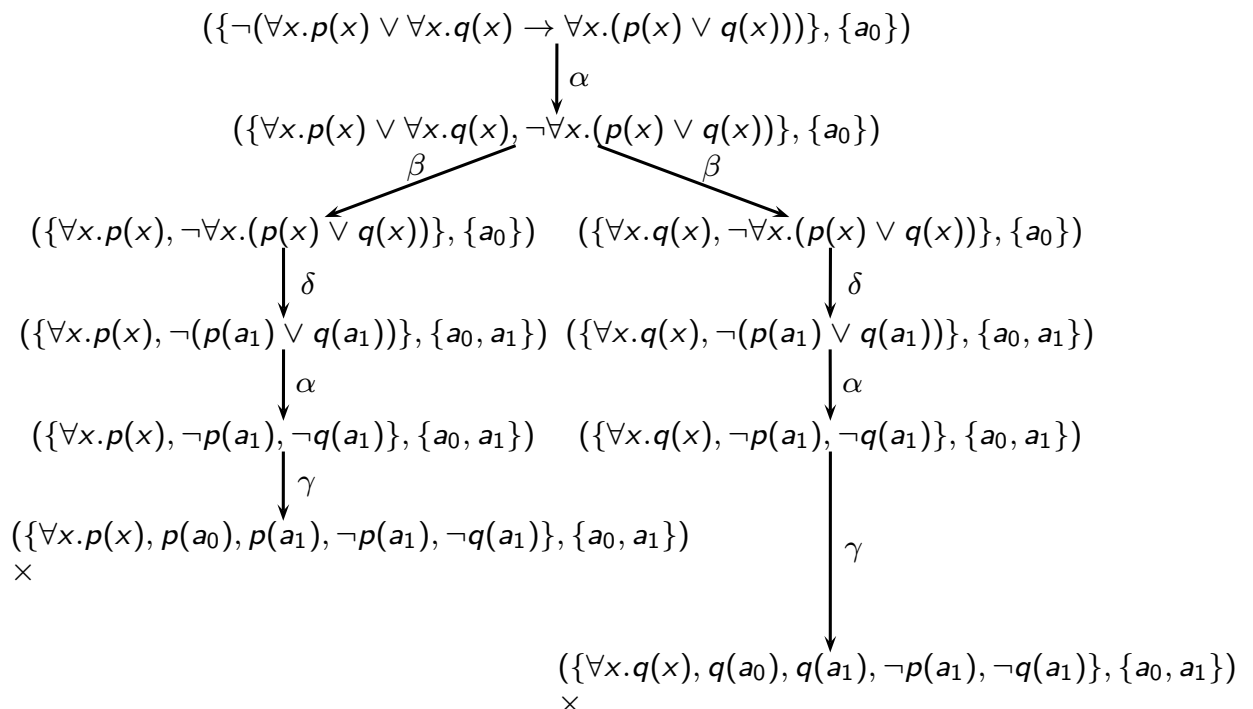 ({¬(∀x.p(x) ∨ ∀x.q(x) → ∀x.(p(x) ∨ q(x)))}, {a₀})
α
({∀x.p(x) ∨ ∀x.q(x), ¬∀x.(p(x) ∨ q(x))}, {a₀})
β β
({∀x.p(x), ¬∀x.(p(x) ∨ q(x))}, {a₀}) ({∀x.q(x), ¬∀x.(p(x) ∨ q(x))}, {a₀})
δ δ
({∀x.p(x), ¬(p(a₁) ∨ q(a₁))}, {a₀, a₁}) ({∀x.q(x), ¬(p(a₁) ∨ q(a₁))}, {a₀, a₁})
α α
({∀x.p(x), ¬p(a₁), ¬q(a₁)}, {a₀, a₁}) ({∀x.q(x), ¬p(a₁), ¬q(a₁)}, {a₀, a₁})
γ
({∀x.p(x), p(a₀), p(a₁), ¬p(a₁), ¬q(a₁)}, {a₀, a₁})
×
γ
({∀x.q(x), q(a₀), q(a₁), ¬p(a₁), ¬q(a₁)}, {a₀, a₁})
×